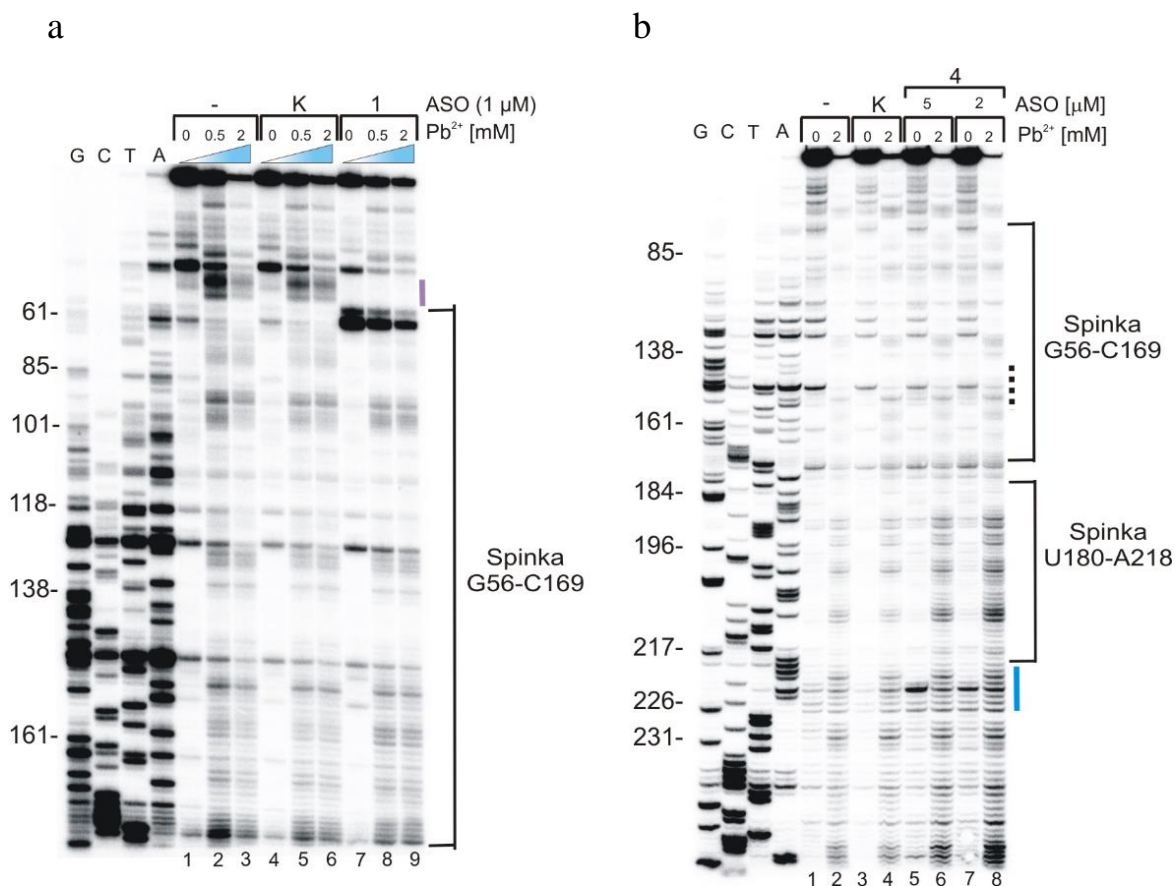 a
- K 1 ASO (1 µM)
0 0.5 2 0 0.5 2 0 0.5 2 Pb²⁺ [mM]
G C T A
61-
85-
101-
118-
138-
161-
Spinka
G56-C169
1 2 3 4 5 6 7 8 9
b
4
- K 5 2 ASO [µM]
0 2 0 2 0 2 0 2 Pb²⁺ [mM]
G C T A
85-
138-
161-
184-
196-
217-
226-
231-
Spinka
G56-C169
Spinka
U180-A218
1 2 3 4 5 6 7 8